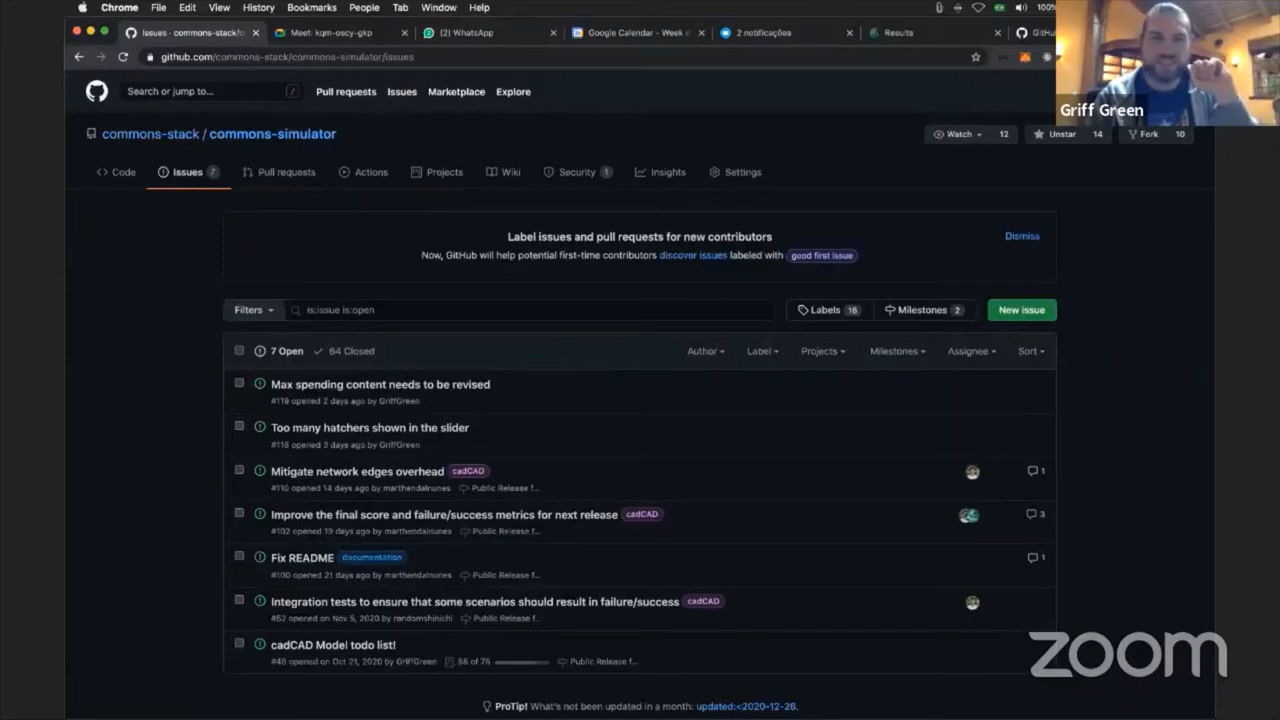 Chrome File Edit View History Bookmarks People Tab Window Help 100%
Issues · commons-stack/c Meet: kqm-oscy-gkp (2) WhatsApp Google Calendar - Week 2 notificações Results GitHu
github.com/commons-stack/commons-simulator/issues
Search or jump to... / Pull requests Issues Marketplace Explore
Griff Green
commons-stack / commons-simulator Watch 12 Unstar 14 Fork 10
Code Issues 7 Pull requests Actions Projects Wiki Security 1 Insights Settings
Label issues and pull requests for new contributors Dismiss
Now, GitHub will help potential first-time contributors discover issues labeled with good first issue
Filters is:issue is:open Labels 16 Milestones 2 New issue
7 Open 64 Closed Author Label Projects Milestones Assignee Sort
Max spending content needs to be revised
#119 opened 2 days ago by GriffGreen
Too many hatchers shown in the slider
#118 opened 3 days ago by GriffGreen
Mitigate network edges overhead cadCAD 1
#110 opened 14 days ago by marthendalnunes Public Release f...
Improve the final score and failure/success metrics for next release cadCAD 3
#102 opened 19 days ago by marthendalnunes Public Release f...
Fix README documentation 1
#100 opened 21 days ago by marthendalnunes Public Release f...
Integration tests to ensure that some scenarios should result in failure/success cadCAD
#52 opened on Nov 5, 2020 by randomshinichi Public Release f...
cadCAD Model todo list!
opened on Oct 21, 2020 by GriffGreen Public Release f...
zoom
ProTip! What's not been updated in a month: updated:<2020-12-26.